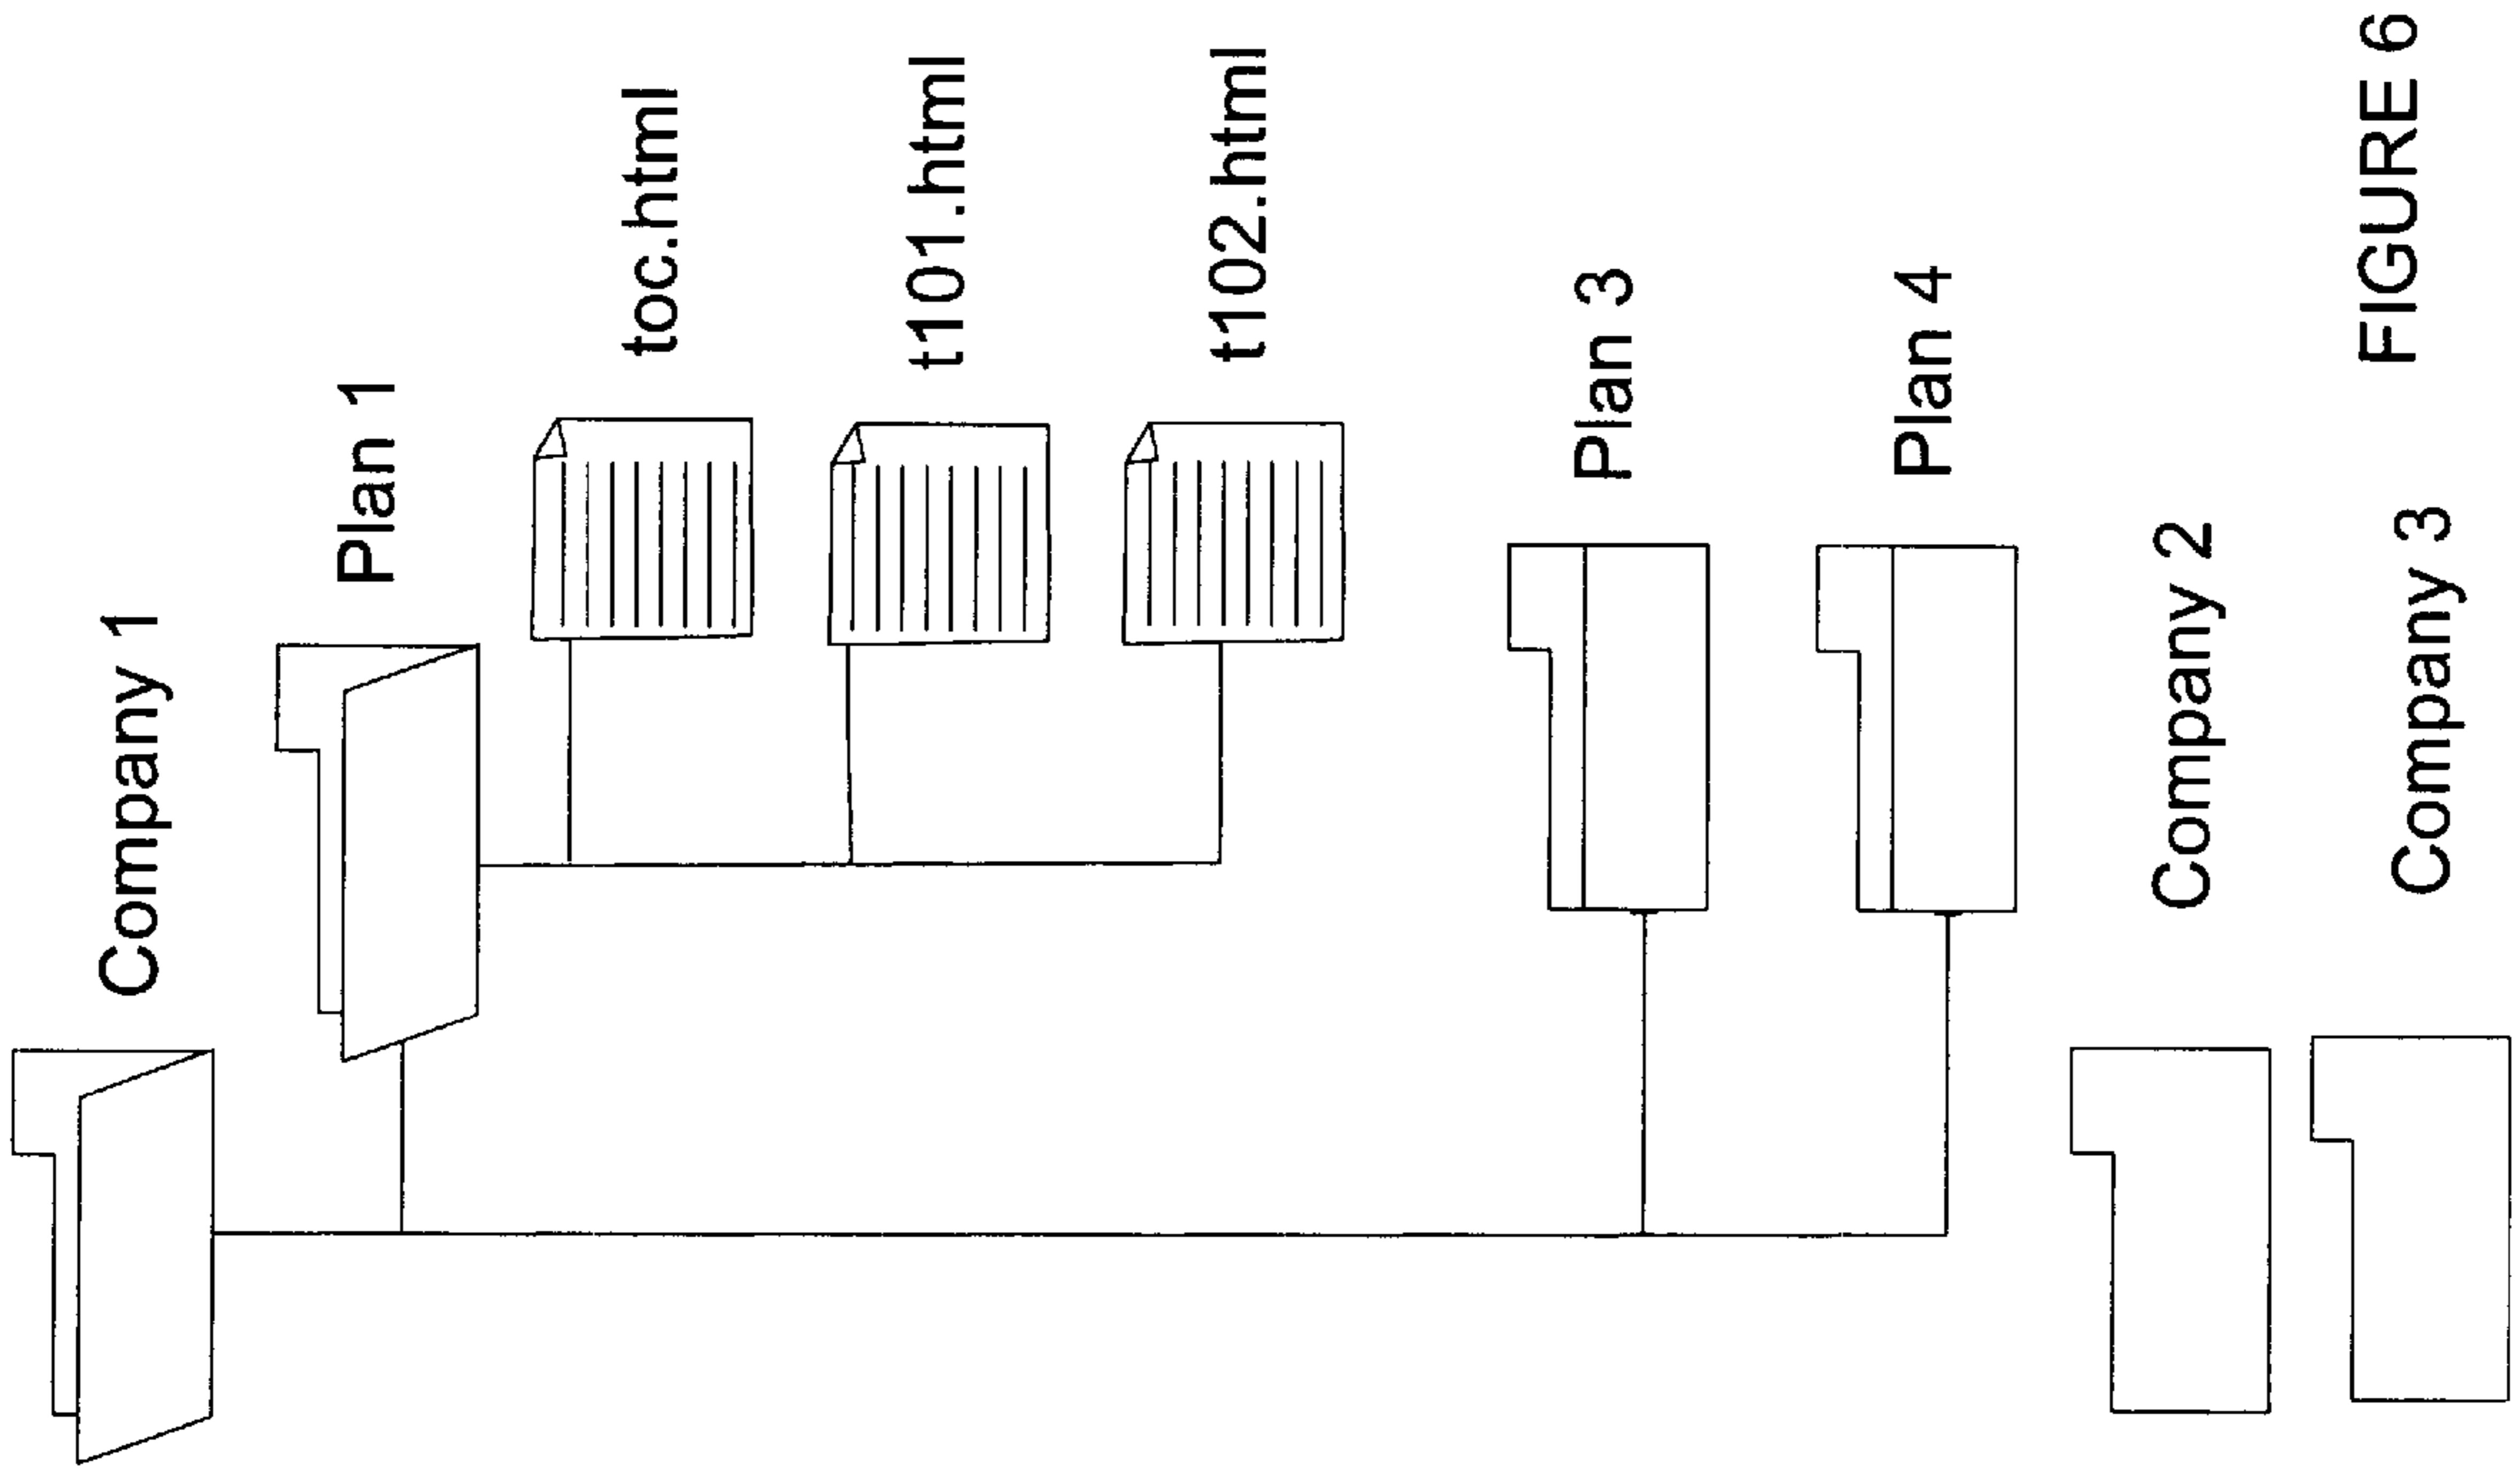 Company 1
Plan 1
toc.html
t101.html
t102.html
Plan 3
Plan 4
Company 2
Company 3
FIGURE 6